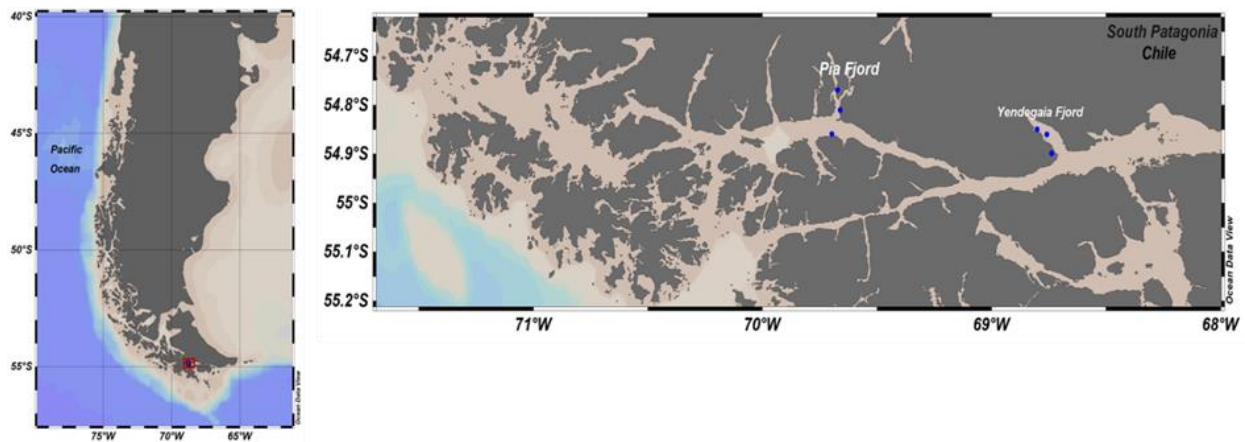 40°S
45°S
50°S
55°S
75°W
70°W
65°W
Pacific
Ocean
Ocean Data View
54.7°S
54.8°S
54.9°S
55°S
55.1°S
55.2°S
71°W
70°W
69°W
68°W
South Patagonia
Chile
Pia Fjord
Yendegaia Fjord
Ocean Data View